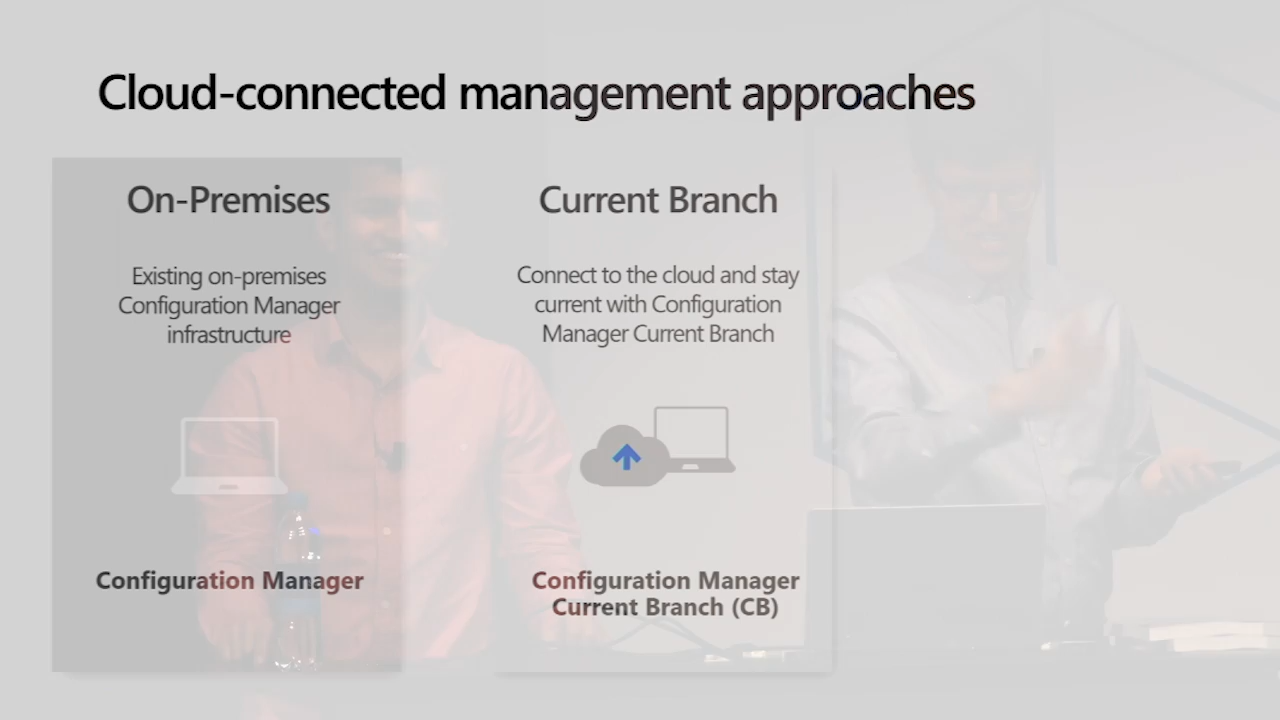 Cloud-connected management approaches
On-Premises
Existing on-premises
Configuration Manager
infrastructure
Configuration Manager
Current Branch
Connect to the cloud and stay
current with Configuration
Manager Current Branch
Configuration Manager
Current Branch (CB)